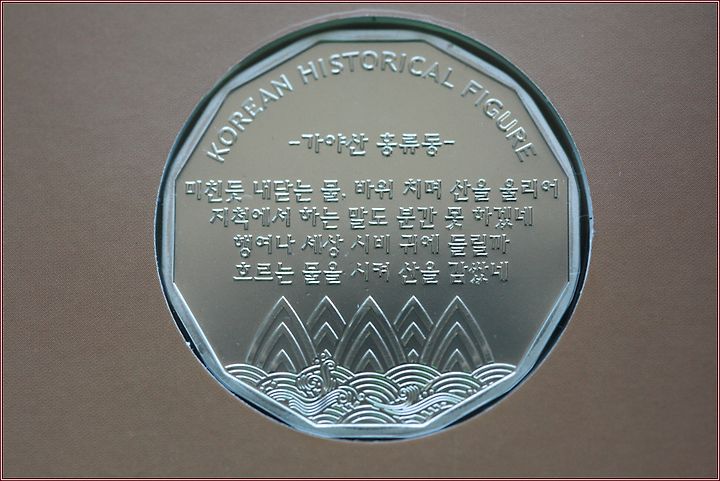 KOREAN HISTORICAL FIGURE
-가야산 홍류동-
미친듯 내닫는 물, 바위 치며 산을 울리어
지척에서 하는 말도 분간 못 하겠네
행여나 세상 시비 귀에 들릴까
흐르는 물을 시켜 산을 감쌌네